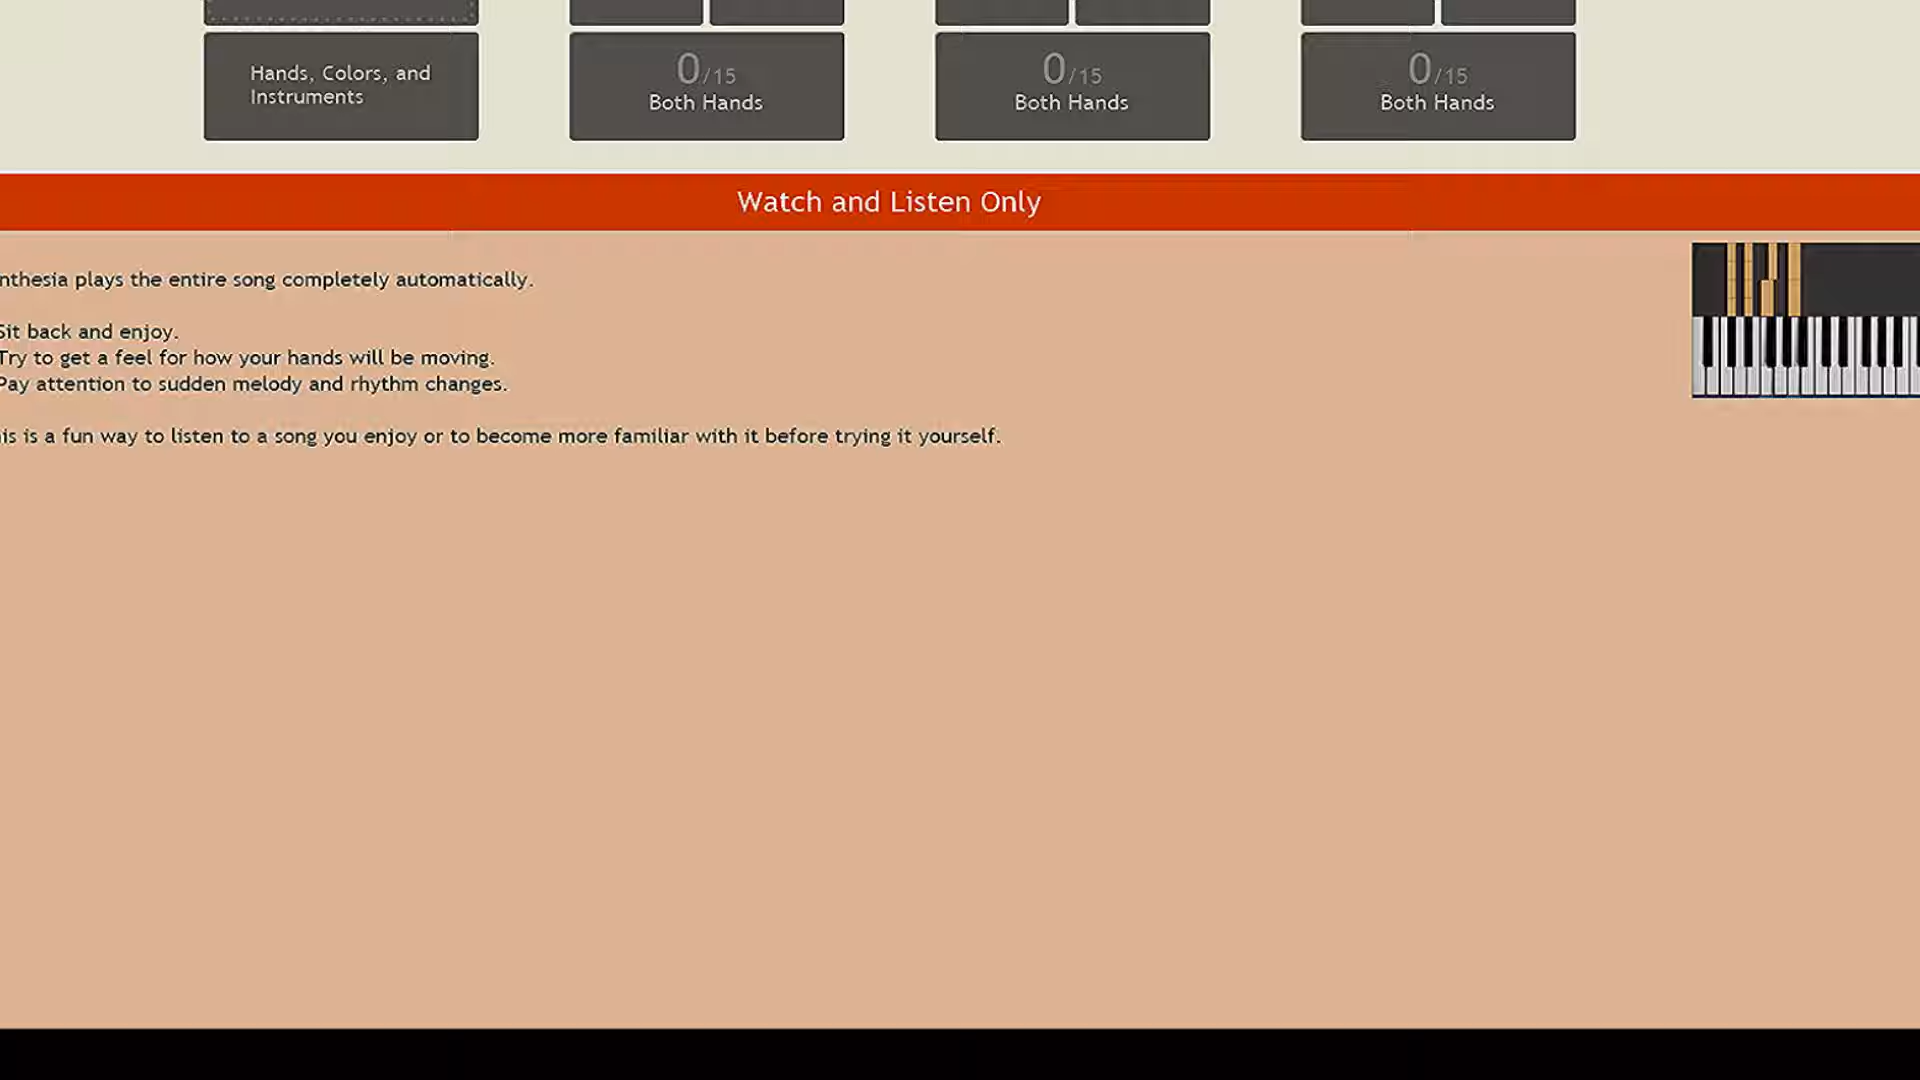 Hands, Colors, and
Instruments
0/15
Both Hands
0/15
Both Hands
0/15
Both Hands
Watch and Listen Only
nthesia plays the entire song completely automatically.
Sit back and enjoy.
Try to get a feel for how your hands will be moving.
Pay attention to sudden melody and rhythm changes.
is is a fun way to listen to a song you enjoy or to become more familiar with it before trying it yourself.